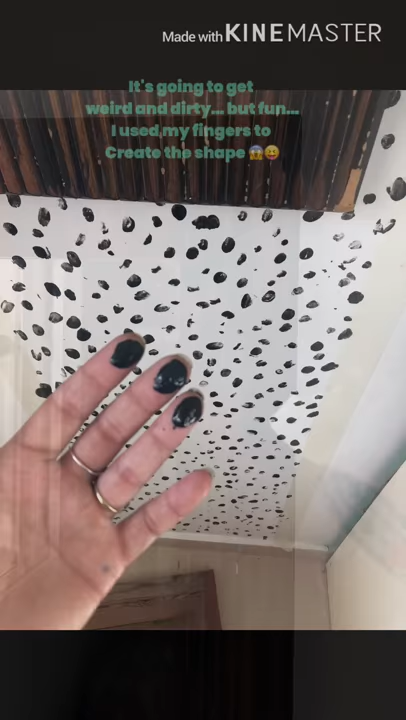 Made with KINEMASTER
It's going to get
weird and dirty... but fun...
I used my fingers to
Create the shape 😱😝